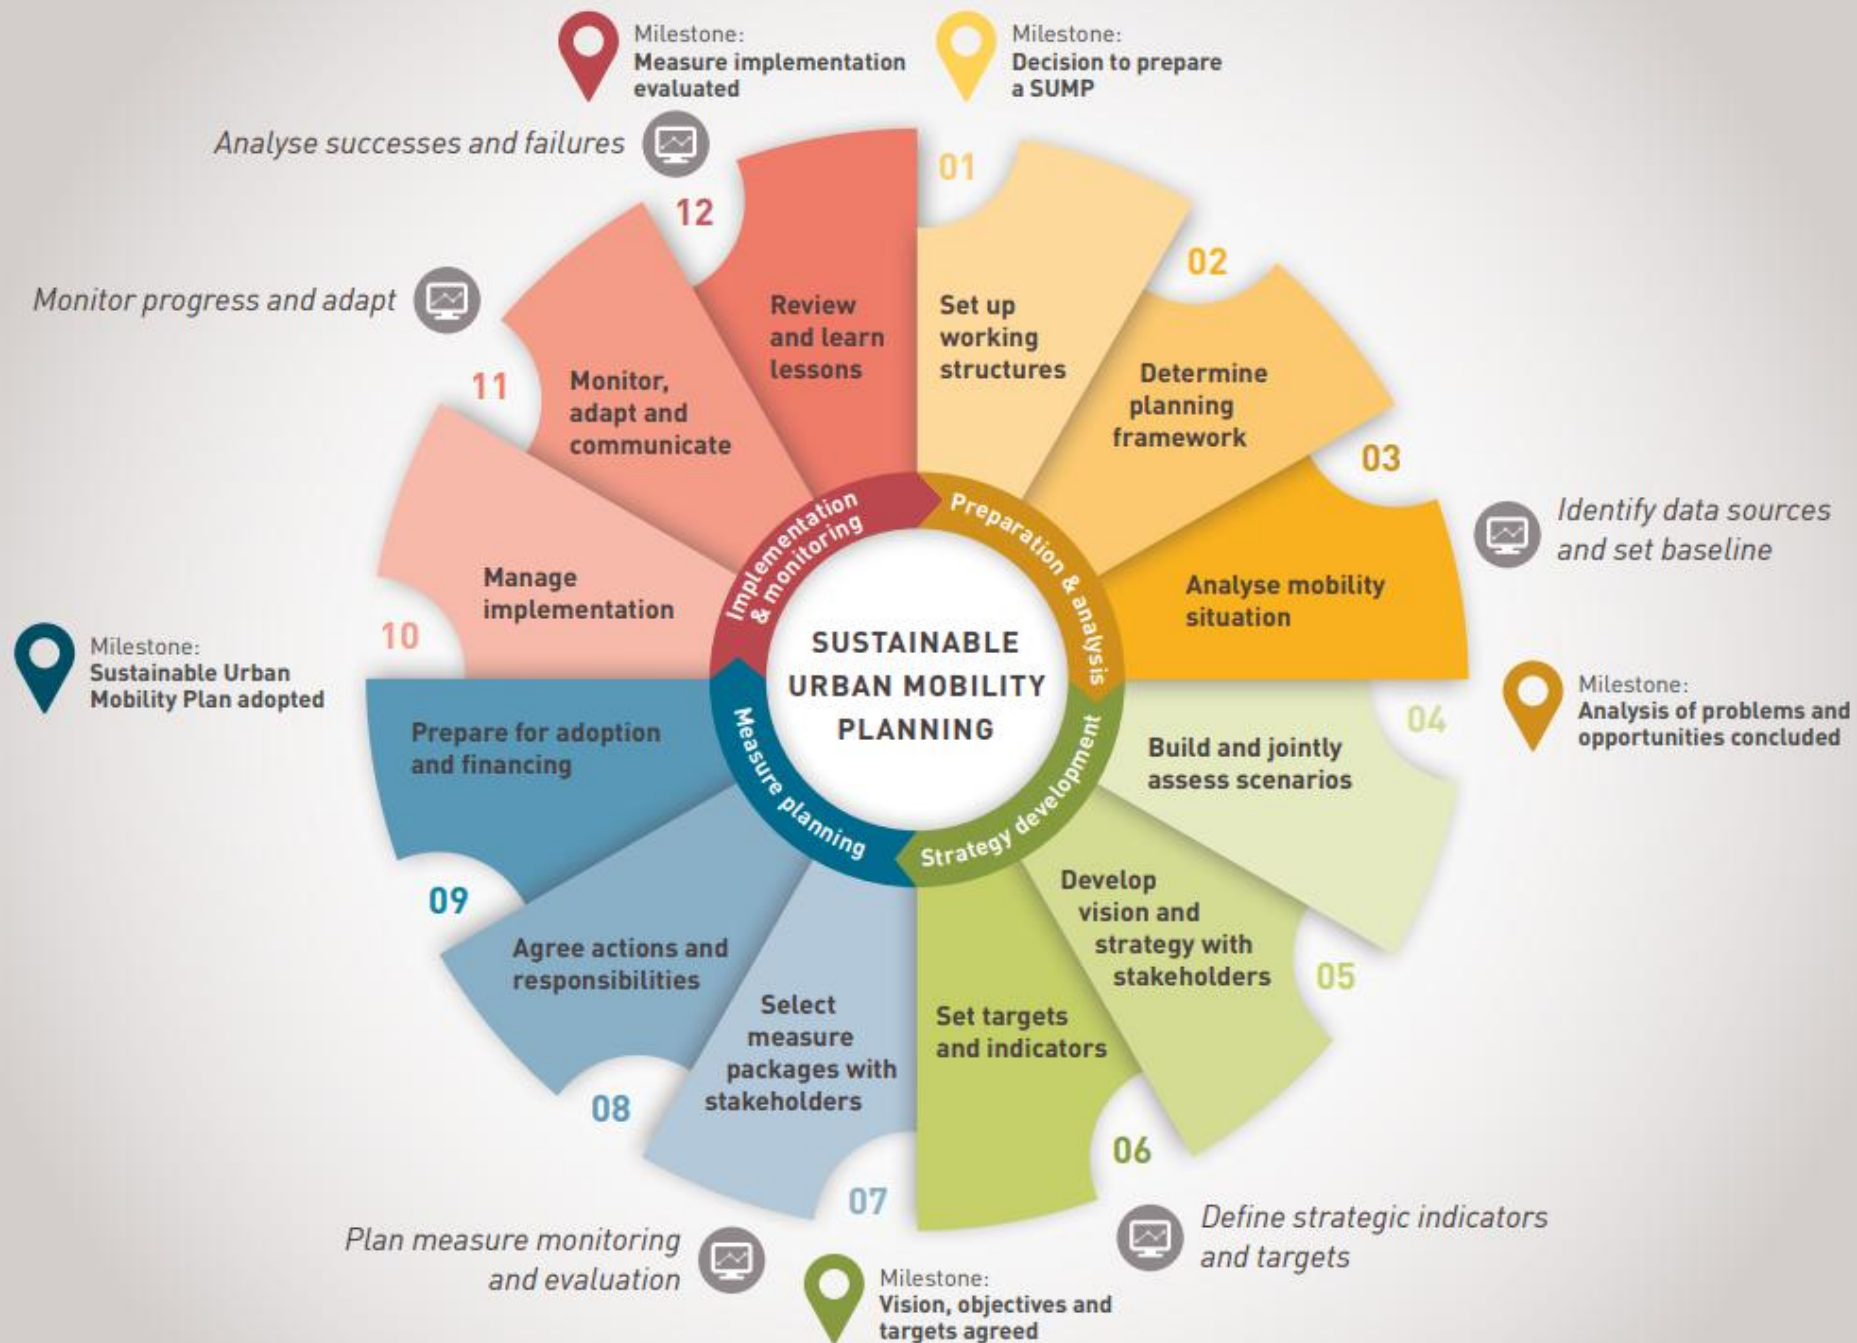 Milestone:
Measure implementation
evaluated
Milestone:
Decision to prepare
a SUMP
Analyse successes and failures
Monitor progress and adapt
01
Set up
working
structures
02
Determine
planning
framework
03
Analyse mobility
situation
Identify data sources
and set baseline
Milestone:
Analysis of problems and
opportunities concluded
04
Build and jointly
assess scenarios
05
Develop
vision and
strategy with
stakeholders
06
Set targets
and indicators
Define strategic indicators
and targets
Milestone:
Vision, objectives and
targets agreed
07
Select
measure
packages with
stakeholders
Plan measure monitoring
and evaluation
08
Agree actions and
responsibilities
09
Prepare for adoption
and financing
Milestone:
Sustainable Urban
Mobility Plan adopted
10
Manage
implementation
11
Monitor,
adapt and
communicate
12
Review
and learn
lessons
Preparation & analysis
Strategy development
Measure planning
Implementation
& monitoring
SUSTAINABLE
URBAN MOBILITY
PLANNING